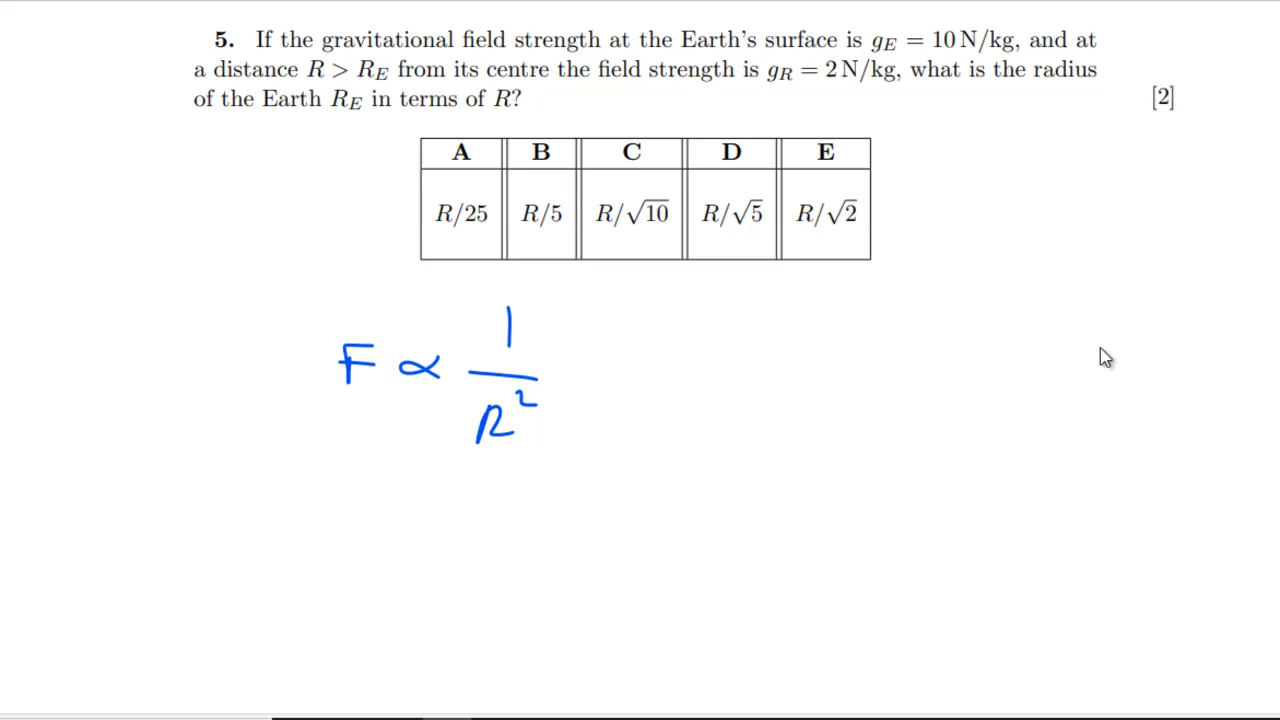 5. If the gravitational field strength at the Earth's surface is g_E = 10 N/kg, and at
a distance R > R_E from its centre the field strength is g_R = 2 N/kg, what is the radius
of the Earth R_E in terms of R? [2]
A B C D E
R/25 R/5 R/√10 R/√5 R/√2
F ∝ 1/R²